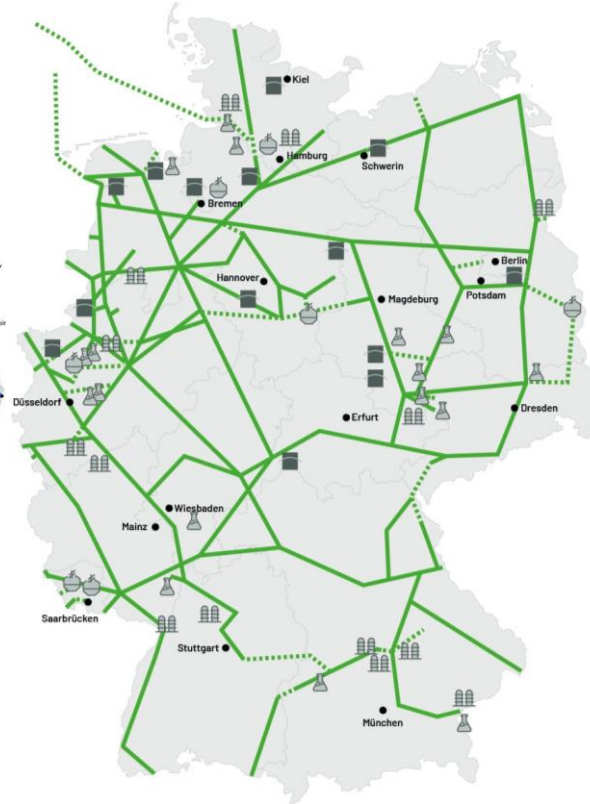 Kiel
Hamburg
Schwerin
Bremen
Berlin
Hannover
Potsdam
Magdeburg
Düsseldorf
Erfurt
Dresden
Wiesbaden
Mainz
Saarbrücken
Stuttgart
München